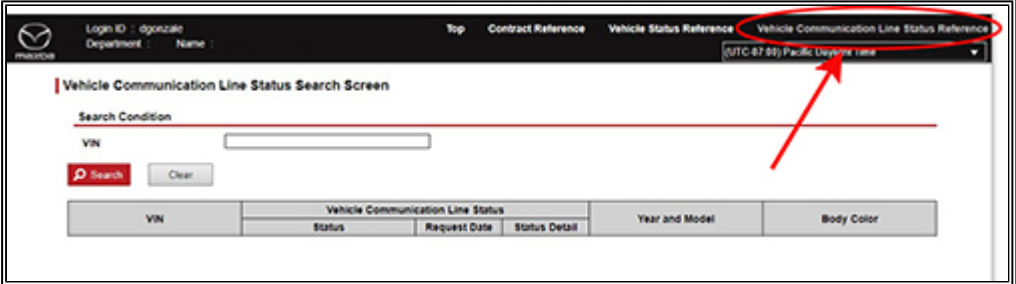 Login ID : dgonzale
Top Contract Reference Vehicle Status Reference Vehicle Communication Line Status Reference
Department : Name :
mazda
(UTC-07:00) Pacific Daylight Time
Vehicle Communication Line Status Search Screen
Search Condition
VIN
Search Clear
VIN Vehicle Communication Line Status Year and Model Body Color
Status Request Date Status Detail